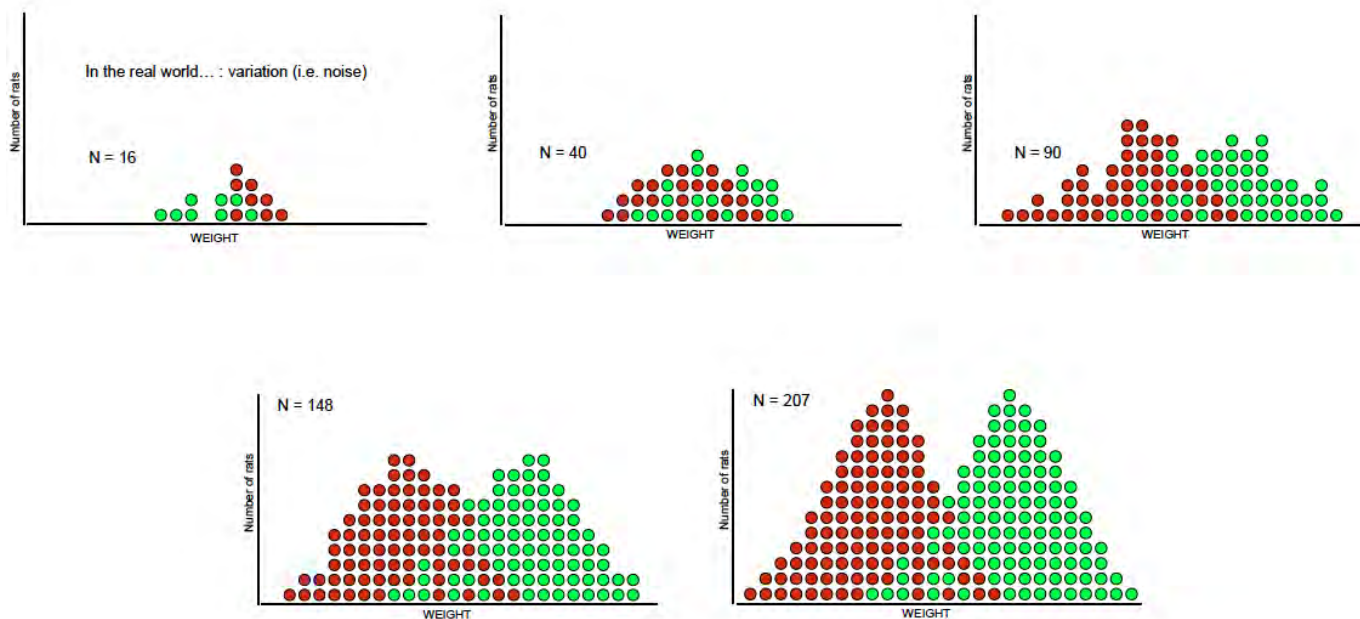 Number of rats
In the real world... : variation (i.e. noise)
N = 16
WEIGHT
Number of rats
N = 40
WEIGHT
Number of rats
N = 90
WEIGHT
Number of rats
N = 148
WEIGHT
Number of rats
N = 207
WEIGHT